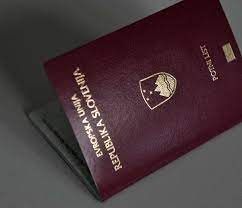 EVROPSKA UNIJA
REPUBLIKA SLOVENIJA
POTNI LIST